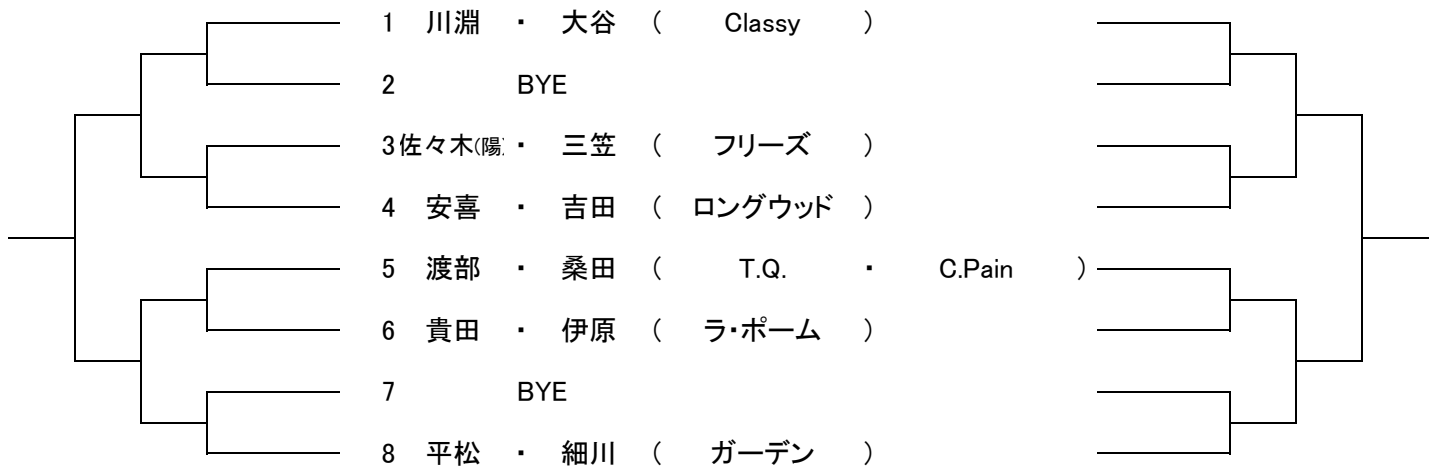 1 川淵 ・ 大谷 ( Classy )
2 BYE
3 佐々木(陽) ・ 三笠 ( フリーズ )
4 安喜 ・ 吉田 ( ロングウッド )
5 渡部 ・ 桑田 ( T.Q. ・ C.Pain )
6 貴田 ・ 伊原 ( ラ・ポーム )
7 BYE
8 平松 ・ 細川 ( ガーデン )